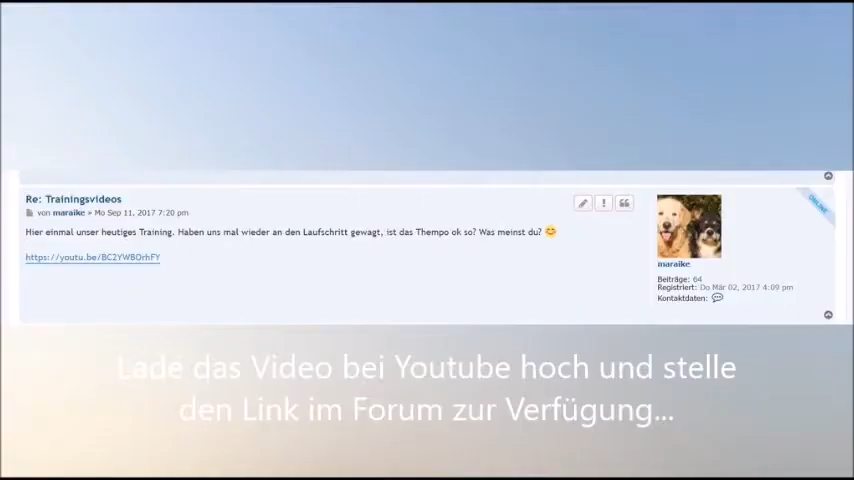 Re: Trainingsvideos
von maraike » Mo Sep 11, 2017 7:20 pm
Hier einmal unser heutiges Training. Haben uns mal wieder an den Laufschritt gewagt, ist das Thempo ok so? Was meinst du?
https://youtu.be/BC2YWBOrhFY
ONLINE
maraike
Beiträge: 64
Registriert: Do Mär 02, 2017 4:09 pm
Kontaktdaten:
Lade das Video bei Youtube hoch und stelle
den Link im Forum zur Verfügung...